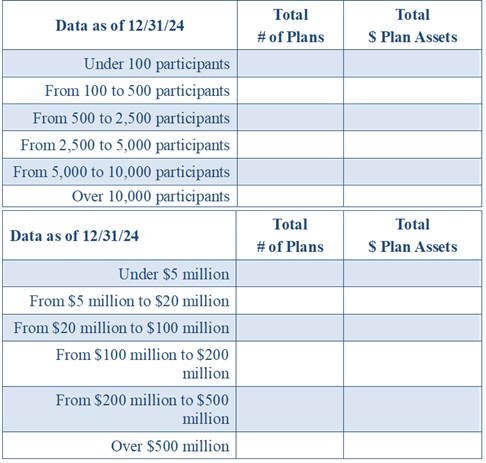 Data as of 12/31/24
Total
# of Plans
Total
$ Plan Assets
Under 100 participants
From 100 to 500 participants
From 500 to 2,500 participants
From 2,500 to 5,000 participants
From 5,000 to 10,000 participants
Over 10,000 participants
Data as of 12/31/24
Total
# of Plans
Total
$ Plan Assets
Under $5 million
From $5 million to $20 million
From $20 million to $100 million
From $100 million to $200
million
From $200 million to $500
million
Over $500 million